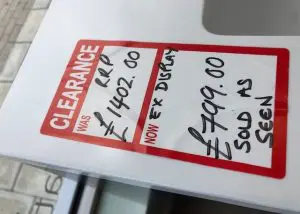 CLEARANCE
WAS RRP
£1402.00
NOW EX DISPLAY
£799.00
SOLD AS
SEEN